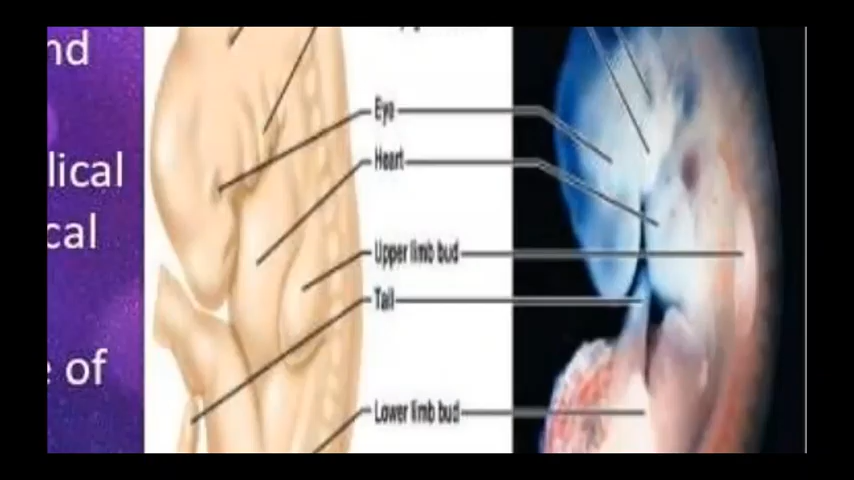 nd
lical
cal
e of
Eye
Heart
Upper limb bud
Tail
Lower limb bud